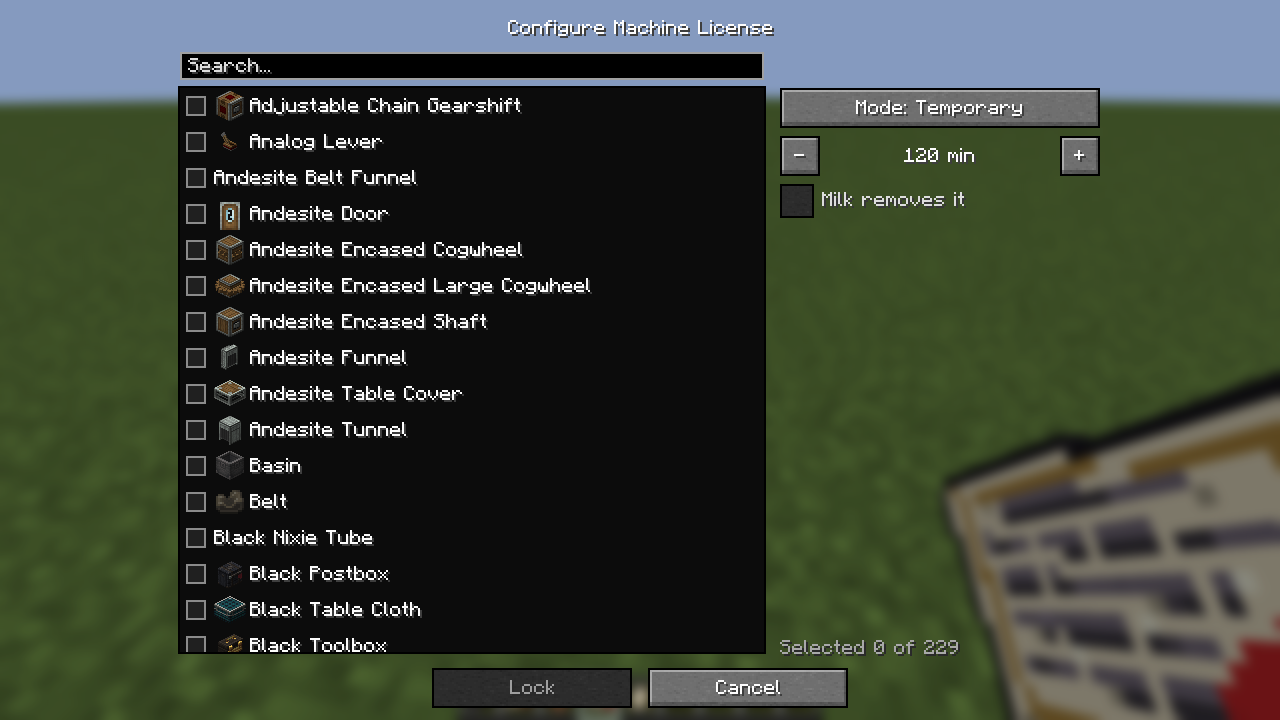 Configure Machine License
Search...
Adjustable Chain Gearshift
Mode: Temporary
Analog Lever
-
120 min
+
Andesite Belt Funnel
Milk removes it
Andesite Door
Andesite Encased Cogwheel
Andesite Encased Large Cogwheel
Andesite Encased Shaft
Andesite Funnel
Andesite Table Cover
Andesite Tunnel
Basin
Belt
Black Nixie Tube
Black Postbox
Black Table Cloth
Black Toolbox
Selected 0 of 229
Lock
Cancel